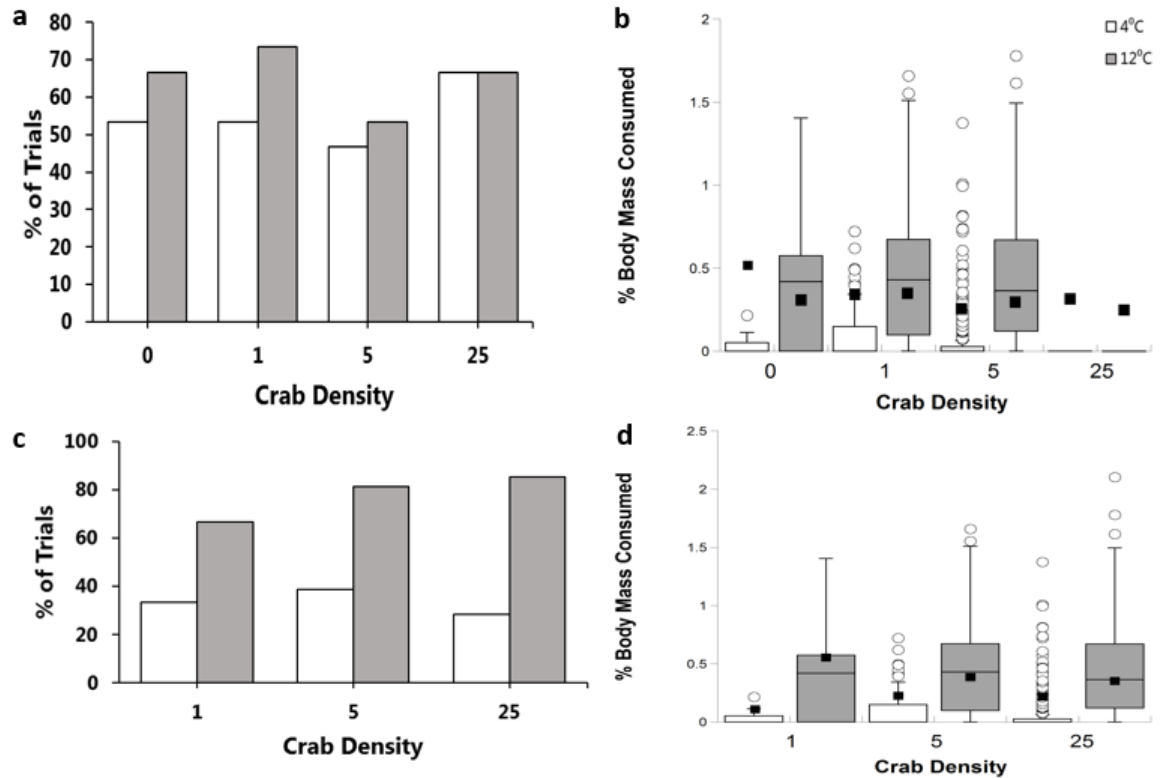 a
80
70
60
50
40
30
20
10
0
% of Trials
0 1 5 25
Crab Density
b
2
1.5
1
0.5
0
% Body Mass Consumed
4⁰C
12⁰C
0 1 5 25
Crab Density
c
100
80
60
40
20
0
% of Trials
1 5 25
Crab Density
d
2.5
2
1.5
1
0.5
0
% Body Mass Consumed
1 5 25
Crab Density